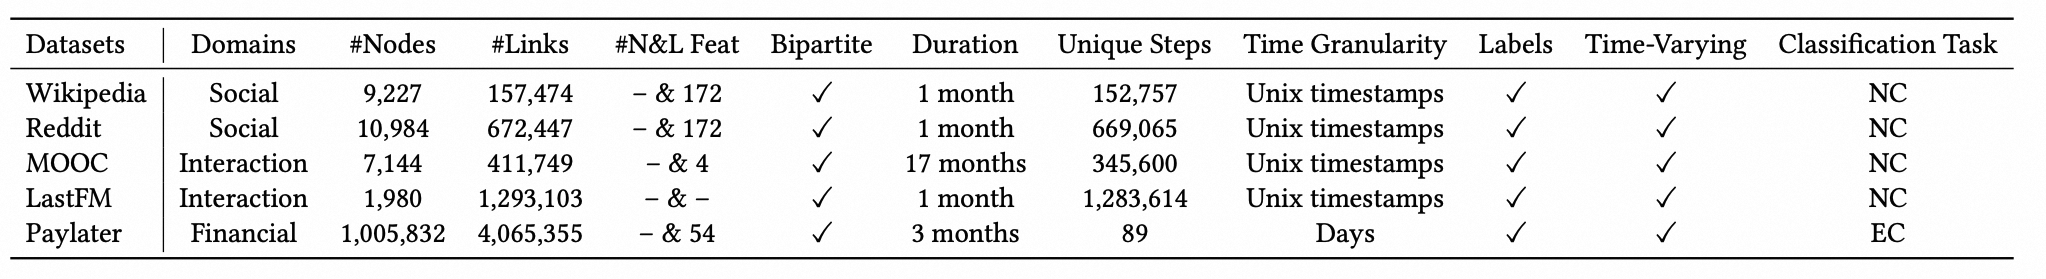 Datasets Domains #Nodes #Links #N&L Feat Bipartite Duration Unique Steps Time Granularity Labels Time-Varying Classification Task
Wikipedia Social 9,227 157,474 – & 172 ✓ 1 month 152,757 Unix timestamps ✓ ✓ NC
Reddit Social 10,984 672,447 – & 172 ✓ 1 month 669,065 Unix timestamps ✓ ✓ NC
MOOC Interaction 7,144 411,749 – & 4 ✓ 17 months 345,600 Unix timestamps ✓ ✓ NC
LastFM Interaction 1,980 1,293,103 – & – ✓ 1 month 1,283,614 Unix timestamps ✓ ✓ NC
Paylater Financial 1,005,832 4,065,355 – & 54 ✓ 3 months 89 Days ✓ ✓ EC